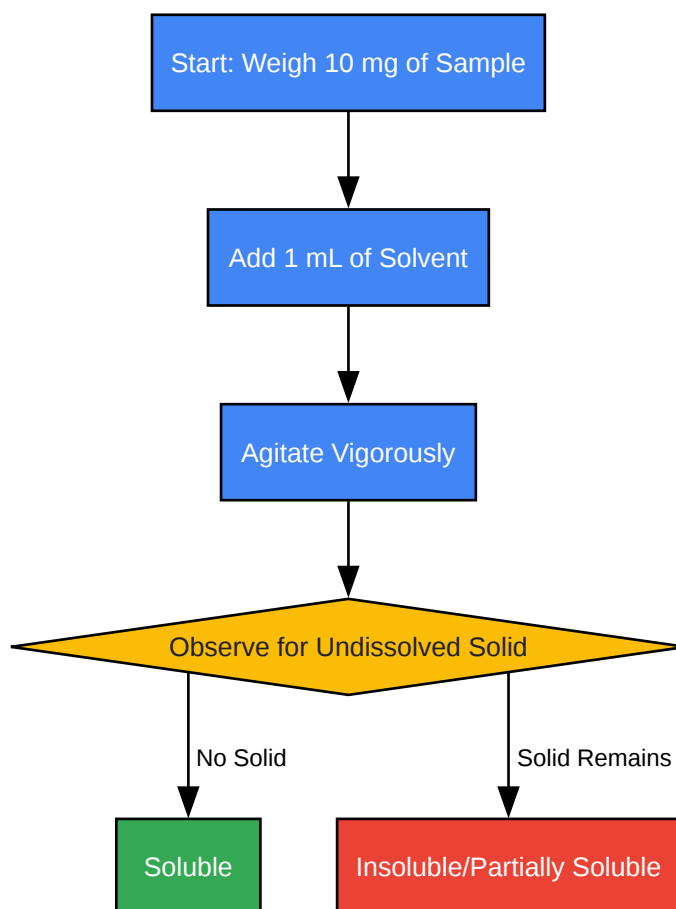 Start: Weigh 10 mg of Sample
Add 1 mL of Solvent
Agitate Vigorously
Observe for Undissolved Solid
No Solid
Solid Remains
Soluble
Insoluble/Partially Soluble